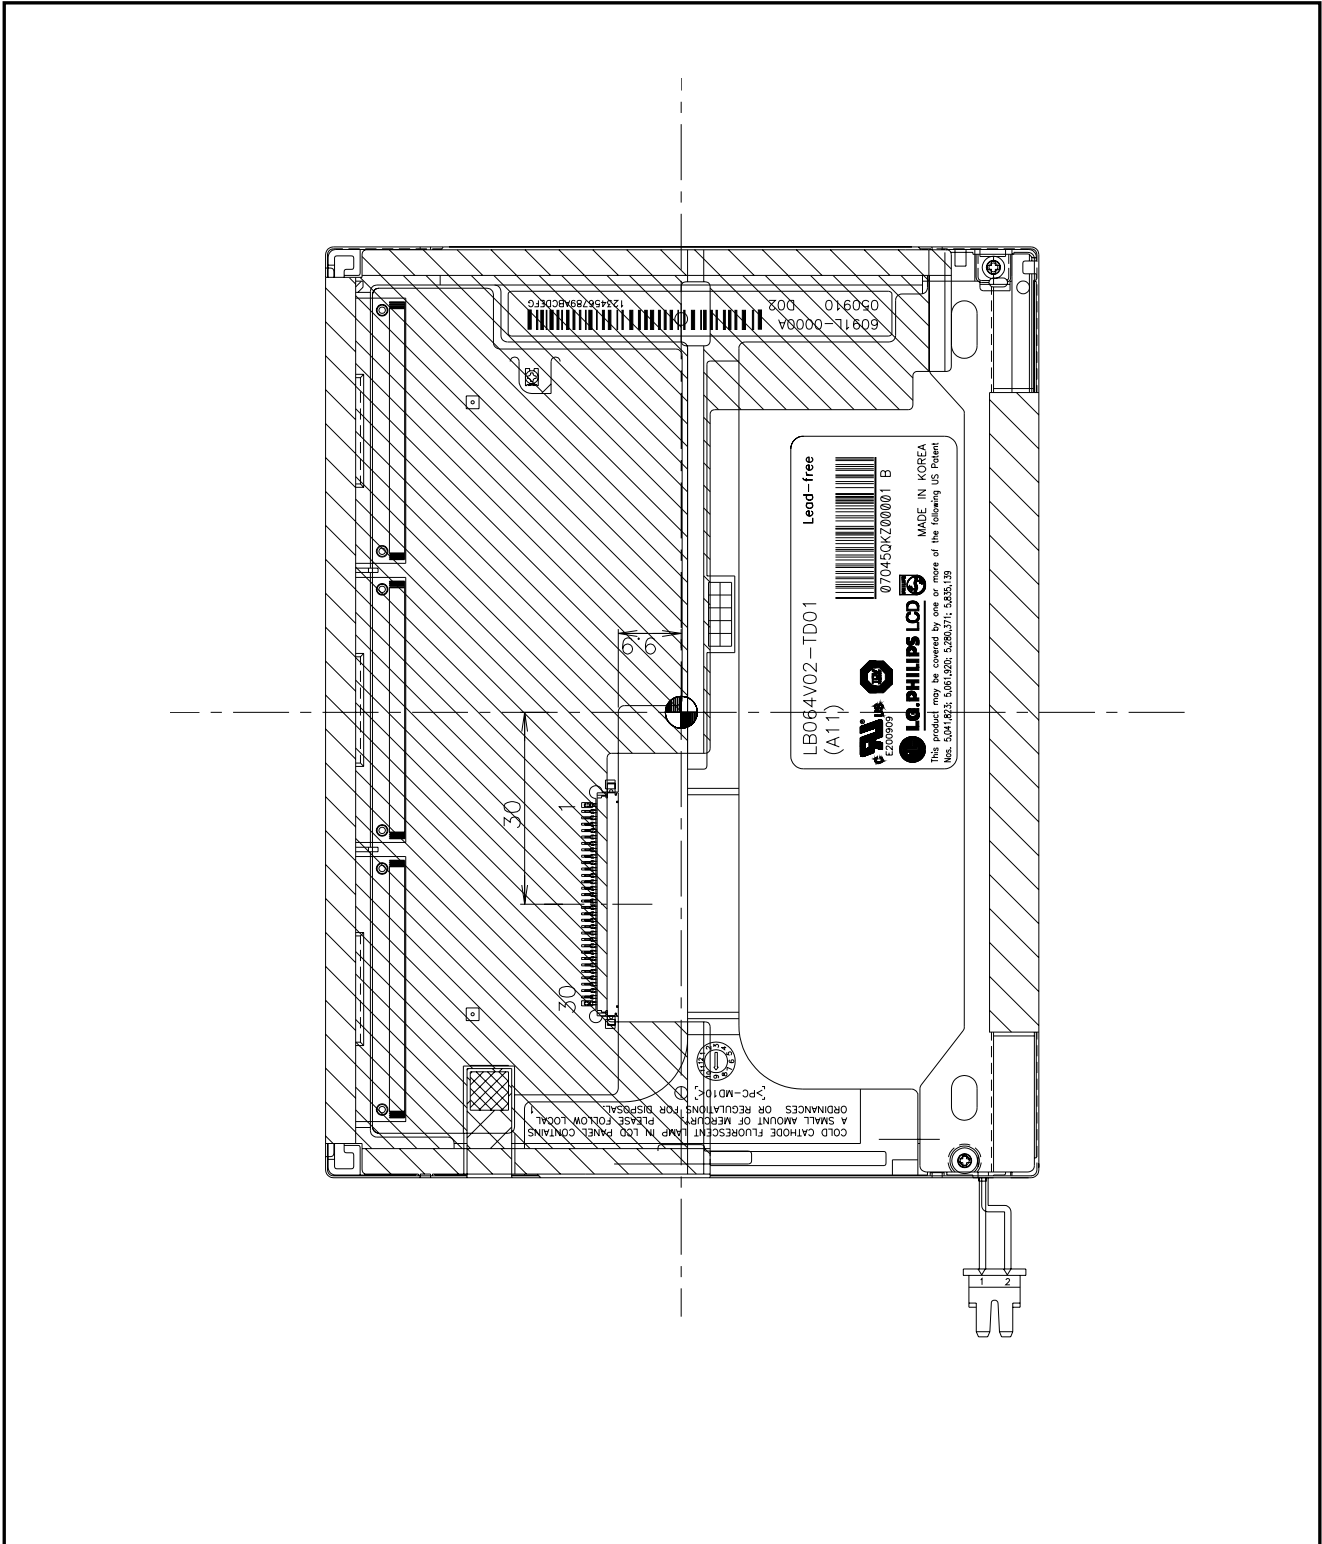 123456789ABCDEFG
6091L-0000A
050910 D02
LB064V02-TD01
(A11)
Lead-free
07045QKZ00001 B
E200909
LG.PHILIPS LCD
MADE IN KOREA
This product may be covered by one or more of the following US Patent
Nos. 5,041,823; 5,061,920; 5,280,371; 5,835,139
6.6
30
1
30
>PC-MD10<
COLD CATHODE FLUORESCENT LAMP IN LCD PANEL CONTAINS
A SMALL AMOUNT OF MERCURY. PLEASE FOLLOW LOCAL
ORDINANCES OR REGULATIONS FOR DISPOSAL.
1 2